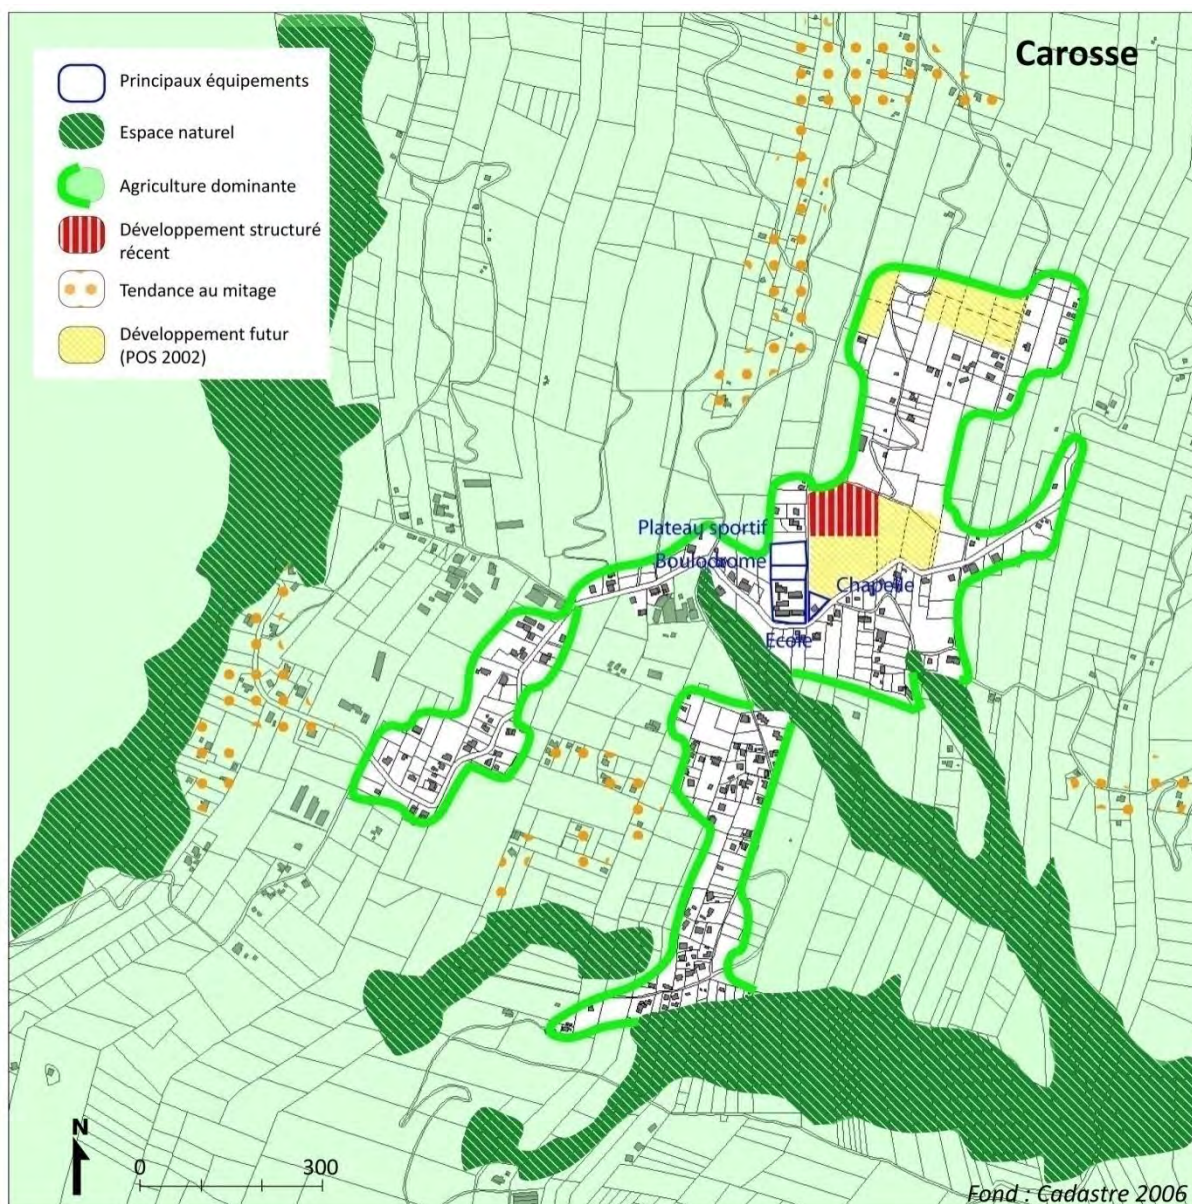 Carosse
Principaux équipements
Espace naturel
Agriculture dominante
Développement structuré
récent
Tendance au mitage
Développement futur
(POS 2002)
Plateau sportif
Boulodrome
Chapelle
Ecole
N
0 300
Fond : Cadastre 2006